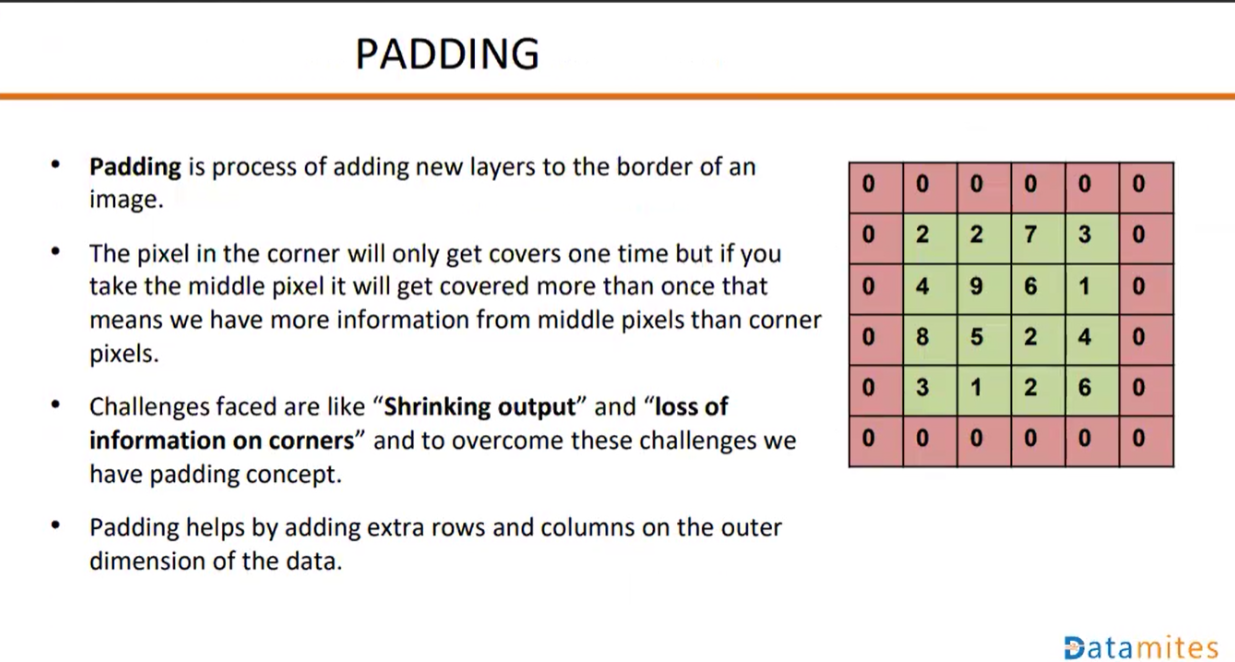 PADDING
• Padding is process of adding new layers to the border of an
image.
• The pixel in the corner will only get covers one time but if you
take the middle pixel it will get covered more than once that
means we have more information from middle pixels than corner
pixels.
• Challenges faced are like “Shrinking output” and “loss of
information on corners” and to overcome these challenges we
have padding concept.
• Padding helps by adding extra rows and columns on the outer
dimension of the data.
0 0 0 0 0 0
0 2 2 7 3 0
0 4 9 6 1 0
0 8 5 2 4 0
0 3 1 2 6 0
0 0 0 0 0 0
Datamites